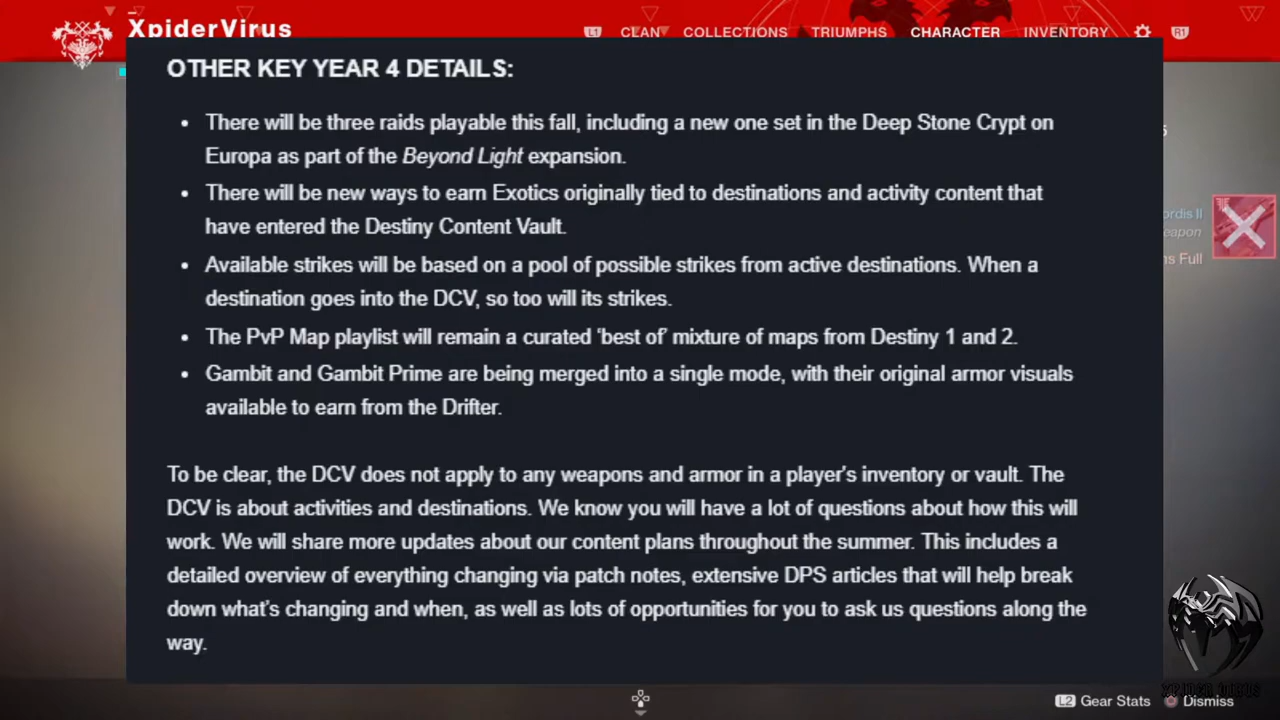 XpiderVirus
L1 CLAN COLLECTIONS TRIUMPHS CHARACTER INVENTORY R1
OTHER KEY YEAR 4 DETAILS:
• There will be three raids playable this fall, including a new one set in the Deep Stone Crypt on
Europa as part of the Beyond Light expansion.
• There will be new ways to earn Exotics originally tied to destinations and activity content that
have entered the Destiny Content Vault.
• Available strikes will be based on a pool of possible strikes from active destinations. When a
destination goes into the DCV, so too will its strikes.
• The PvP Map playlist will remain a curated ‘best of’ mixture of maps from Destiny 1 and 2.
• Gambit and Gambit Prime are being merged into a single mode, with their original armor visuals
available to earn from the Drifter.
To be clear, the DCV does not apply to any weapons and armor in a player's inventory or vault. The
DCV is about activities and destinations. We know you will have a lot of questions about how this will
work. We will share more updates about our content plans throughout the summer. This includes a
detailed overview of everything changing via patch notes, extensive DPS articles that will help break
down what's changing and when, as well as lots of opportunities for you to ask us questions along the
way.
5
ordis II
eapon
ns Full
L2 Gear Stats Dismiss